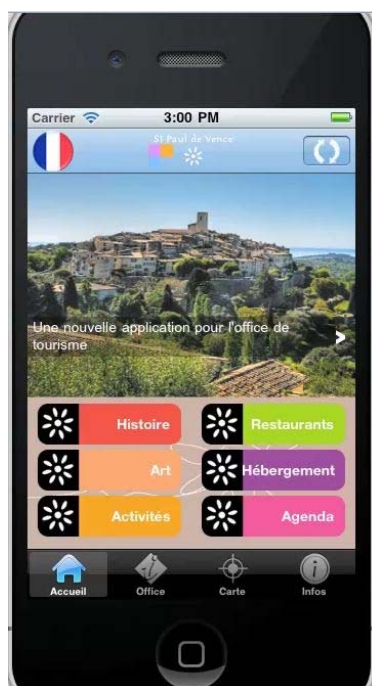 Carrier 3:00 PM
St Paul de Vence
Une nouvelle application pour l'office de
tourisme
Histoire Restaurants
Art Hébergement
Activités Agenda
Accueil Office Carte Infos